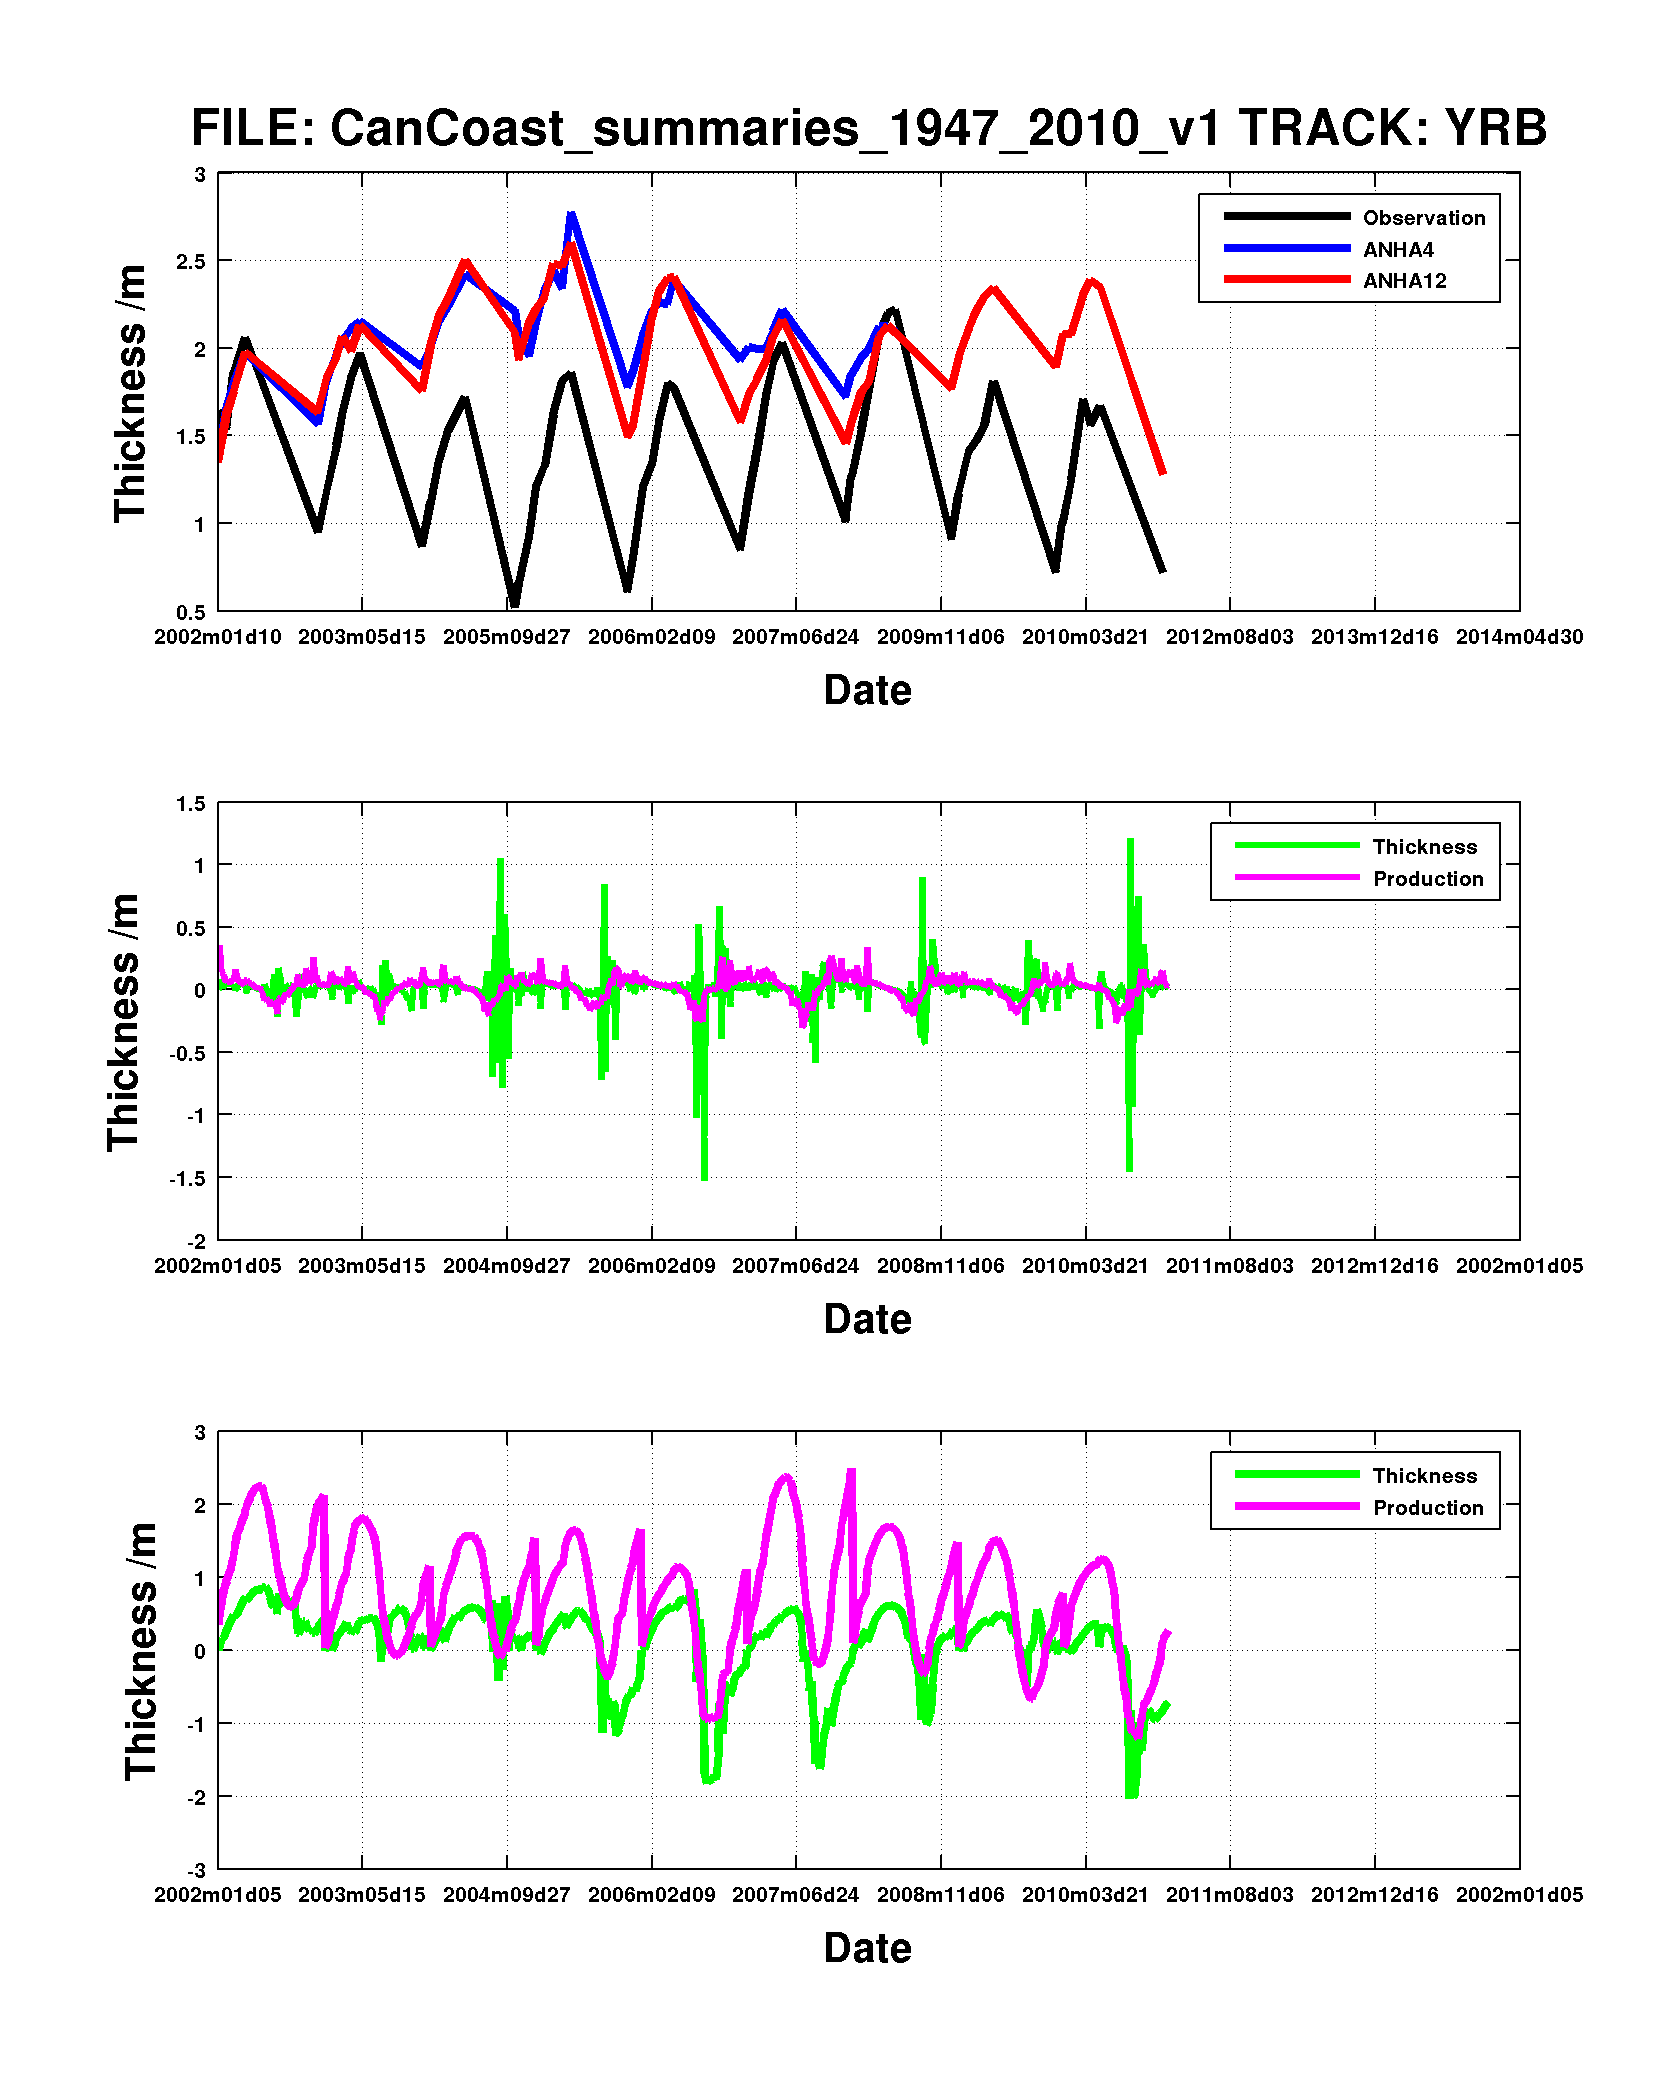 FILE: CanCoast_summaries_1947_2010_v1 TRACK: YRB
3
2.5
2
1.5
1
0.5
Thickness /m
Observation
ANHA4
ANHA12
2002m01d10 2003m05d15 2005m09d27 2006m02d09 2007m06d24 2009m11d06 2010m03d21 2012m08d03 2013m12d16 2014m04d30
Date
1.5
1
0.5
0
-0.5
-1
-1.5
-2
Thickness /m
Thickness
Production
2002m01d05 2003m05d15 2004m09d27 2006m02d09 2007m06d24 2008m11d06 2010m03d21 2011m08d03 2012m12d16 2002m01d05
Date
3
2
1
0
-1
-2
-3
Thickness /m
Thickness
Production
2002m01d05 2003m05d15 2004m09d27 2006m02d09 2007m06d24 2008m11d06 2010m03d21 2011m08d03 2012m12d16 2002m01d05
Date